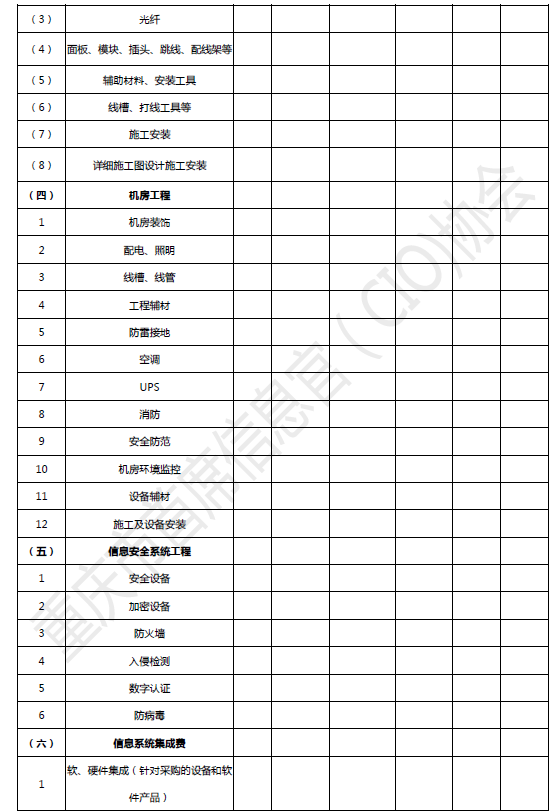 （3） 光纤
（4） 面板、模块、插头、跳线、配线架等
（5） 辅助材料、安装工具
（6） 线槽、打线工具等
（7） 施工安装
（8） 详细施工图设计施工安装
（四） 机房工程
1 机房装饰
2 配电、照明
3 线槽、线管
4 工程辅材
5 防雷接地
6 空调
7 UPS
8 消防
9 安全防范
10 机房环境监控
11 设备辅材
12 施工及设备安装
（五） 信息安全系统工程
1 安全设备
2 加密设备
3 防火墙
4 入侵检测
5 数字认证
6 防病毒
（六） 信息系统集成费
1 软、硬件集成（针对采购的设备和软
件产品）
重庆市首席信息官（CIO)协会